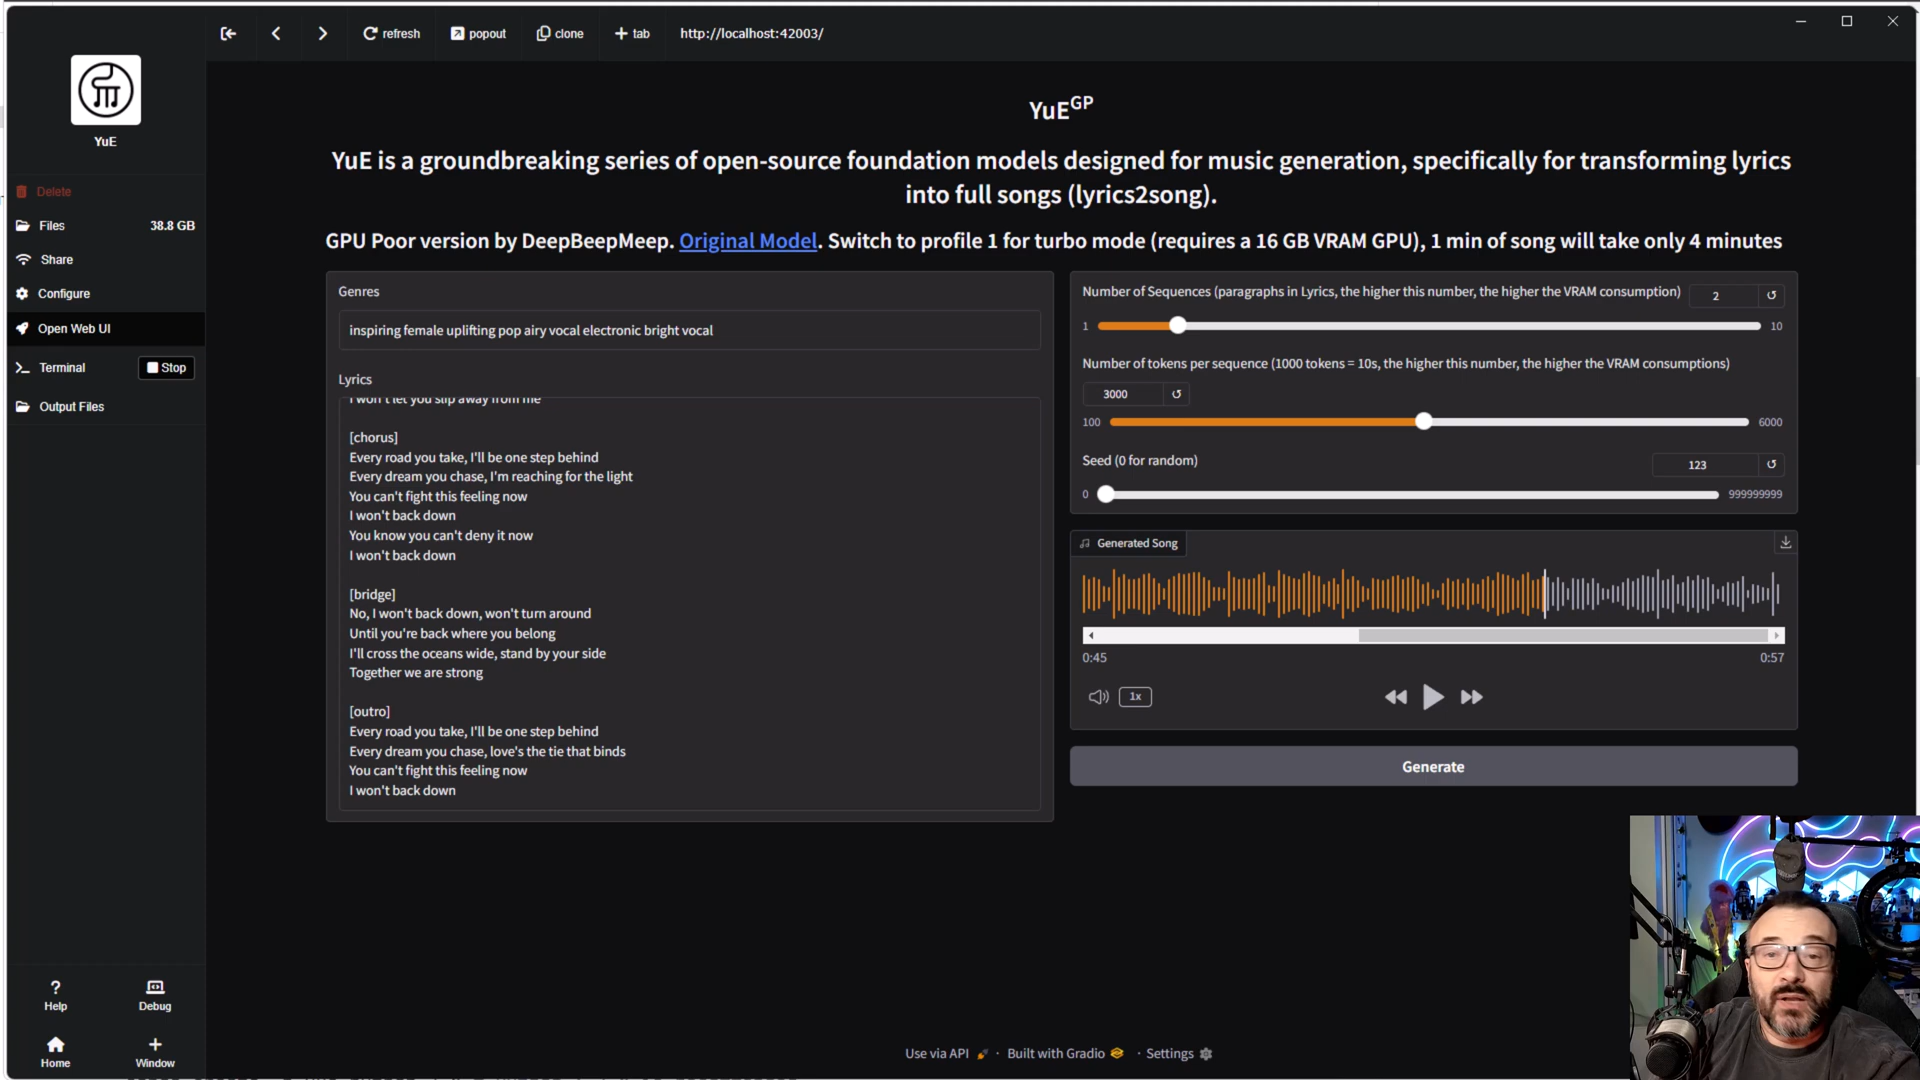 refresh
popout
clone
+ tab
http://localhost:42003/
YuE
Delete
Files 38.8 GB
Share
Configure
Open Web UI
Terminal
Stop
Output Files
? Help
Debug
Home
+ Window
YuEGP
YuE is a groundbreaking series of open-source foundation models designed for music generation, specifically for transforming lyrics
into full songs (lyrics2song).
GPU Poor version by DeepBeepMeep. Original Model. Switch to profile 1 for turbo mode (requires a 16 GB VRAM GPU), 1 min of song will take only 4 minutes
Genres
inspiring female uplifting pop airy vocal electronic bright vocal
Lyrics
I won't let you slip away from me
[chorus]
Every road you take, I'll be one step behind
Every dream you chase, I'm reaching for the light
You can't fight this feeling now
I won't back down
You know you can't deny it now
I won't back down
[bridge]
No, I won't back down, won't turn around
Until you're back where you belong
I'll cross the oceans wide, stand by your side
Together we are strong
[outro]
Every road you take, I'll be one step behind
Every dream you chase, love's the tie that binds
You can't fight this feeling now
I won't back down
Number of Sequences (paragraphs in Lyrics, the higher this number, the higher the VRAM consumption)
2
1
10
Number of tokens per sequence (1000 tokens = 10s, the higher this number, the higher the VRAM consumptions)
3000
100
6000
Seed (0 for random)
123
0
999999999
Generated Song
0:45
0:57
1x
Generate
Use via API · Built with Gradio · Settings